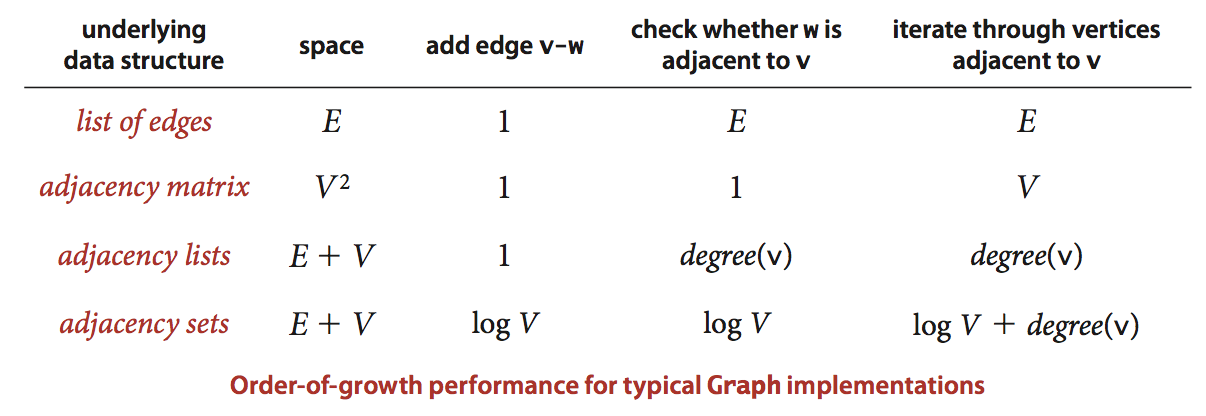 underlying data structure space add edge v-w check whether w is adjacent to v iterate through vertices adjacent to v
list of edges E 1 E E
adjacency matrix V² 1 1 V
adjacency lists E + V 1 degree(v) degree(v)
adjacency sets E + V log V log V log V + degree(v)
Order-of-growth performance for typical Graph implementations